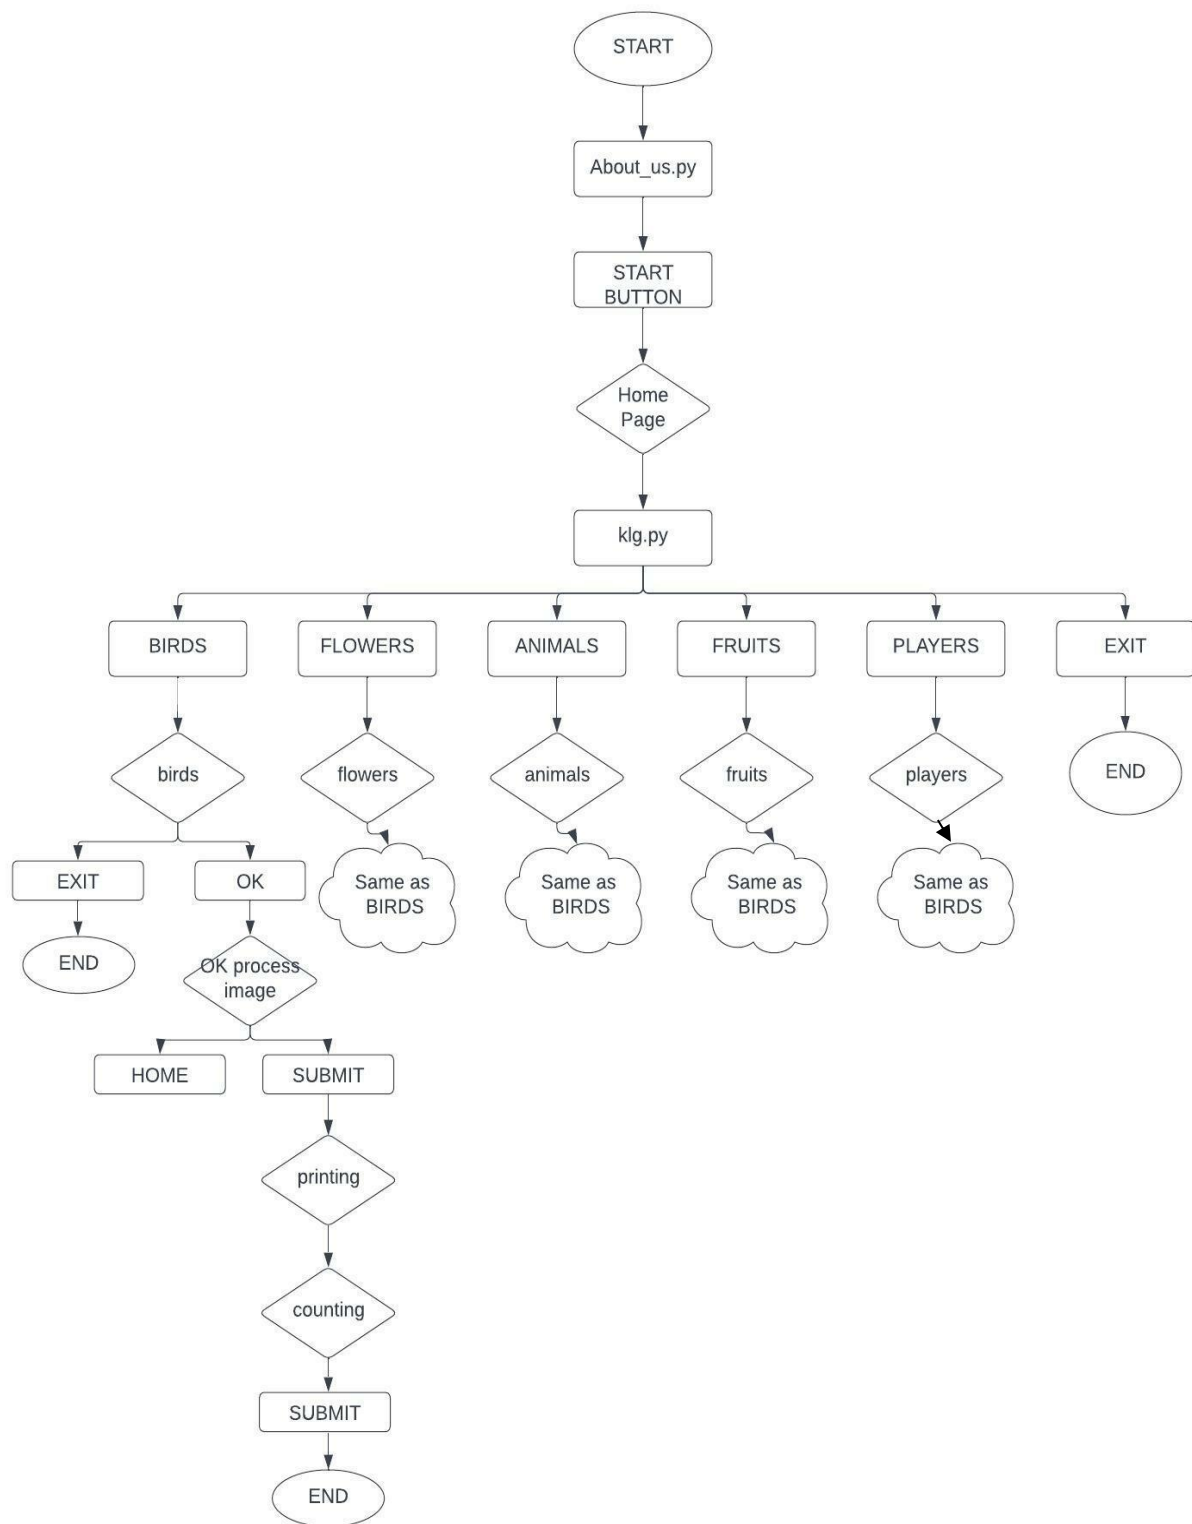 START
About_us.py
START
BUTTON
Home
Page
klg.py
BIRDS
FLOWERS
ANIMALS
FRUITS
PLAYERS
EXIT
birds
flowers
animals
fruits
players
END
EXIT
OK
Same as
BIRDS
Same as
BIRDS
Same as
BIRDS
Same as
BIRDS
END
OK process
image
HOME
SUBMIT
printing
counting
SUBMIT
END